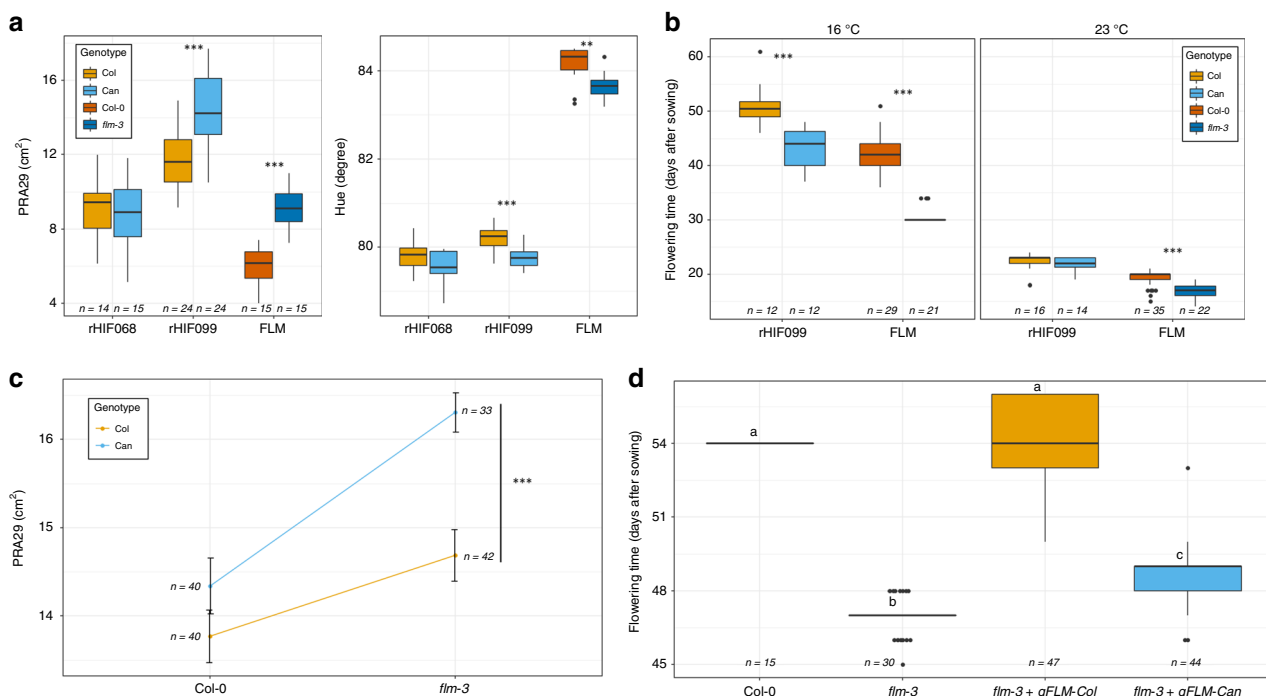 a
Genotype
Col
Can
Col-0
flm-3
PRA29 (cm²)
16
12
8
4
***
***
n = 14
n = 15
n = 24
n = 24
n = 15
n = 15
rHIF068
rHIF099
FLM
Hue (degree)
84
82
80
***
**
rHIF068
rHIF099
FLM
b
16 °C
23 °C
Flowering time (days after sowing)
60
50
40
30
20
***
***
***
Genotype
Col
Can
Col-0
flm-3
n = 12
n = 12
n = 29
n = 21
n = 16
n = 14
n = 35
n = 22
rHIF099
FLM
rHIF099
FLM
c
Genotype
Col
Can
PRA29 (cm²)
16
15
14
n = 33
***
n = 42
n = 40
n = 40
Col-0
flm-3
d
Flowering time (days after sowing)
54
51
48
45
a
b
a
c
n = 15
n = 30
n = 47
n = 44
Col-0
flm-3
flm-3 + gFLM-Col
flm-3 + gFLM-Can